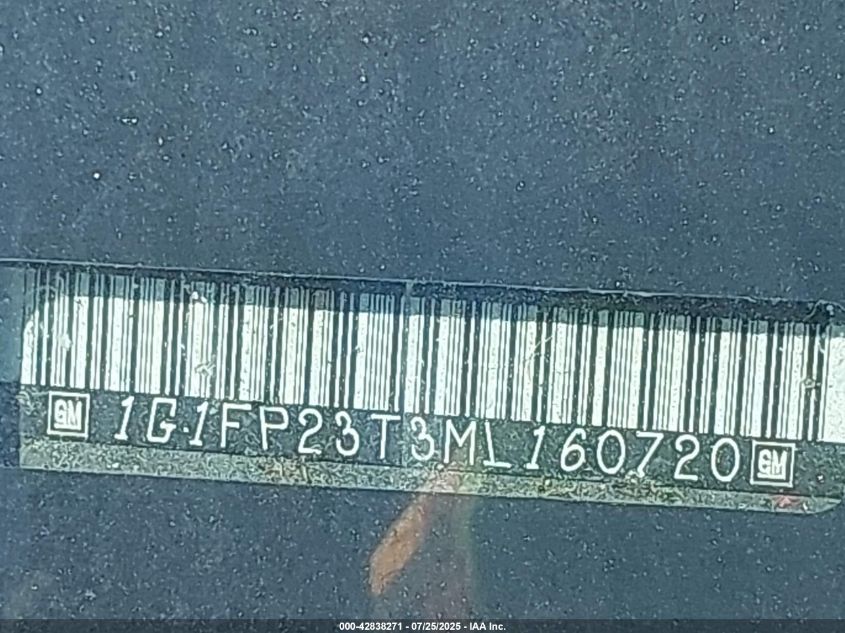 GM 1G1FP23T3ML160720 GM
000-42838271 - 07/25/2025 - IAA Inc.